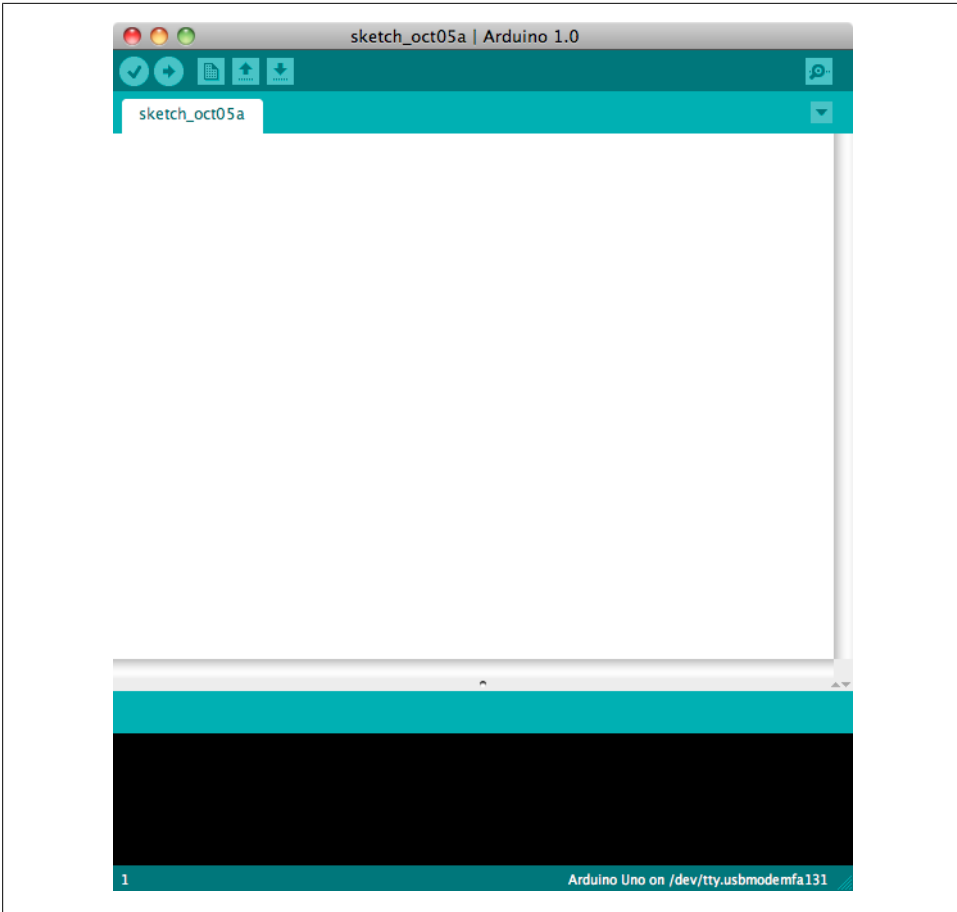 sketch_oct05a | Arduino 1.0
sketch_oct05a
1
Arduino Uno on /dev/tty.usbmodemfa131